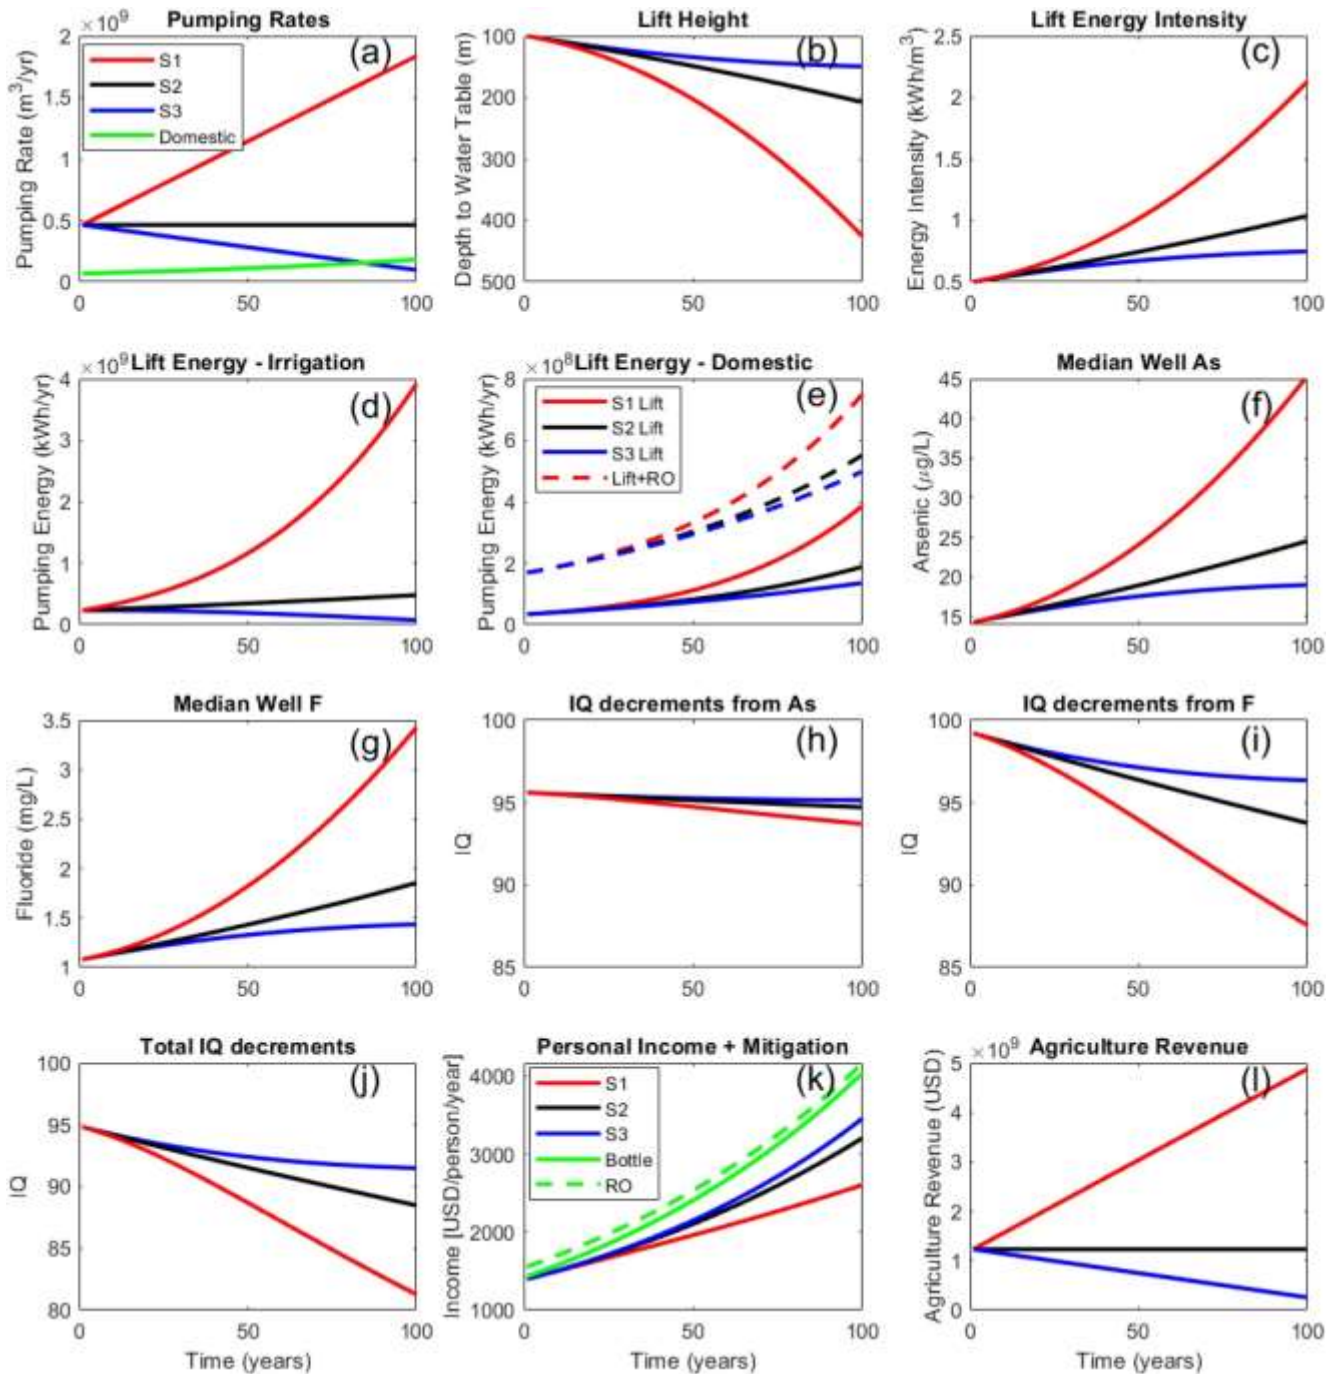 ×10⁹ Pumping Rates
(a)
Pumping Rate (m³/yr)
2
1.5
1
0.5
0
S1
S2
S3
Domestic
0 50 100
Lift Height
(b)
Depth to Water Table (m)
100
200
300
400
500
0 50 100
Lift Energy Intensity
(c)
Energy Intensity (kWh/m³)
2.5
2
1.5
1
0.5
0 50 100
×10⁹ Lift Energy - Irrigation
(d)
Pumping Energy (kWh/yr)
4
3
2
1
0
0 50 100
×10⁸ Lift Energy - Domestic
(e)
Pumping Energy (kWh/yr)
8
6
4
2
0
S1 Lift
S2 Lift
S3 Lift
Lift+RO
0 50 100
Median Well As
(f)
Arsenic (μg/L)
45
40
35
30
25
20
15
0 50 100
Median Well F
(g)
Fluoride (mg/L)
3.5
3
2.5
2
1.5
1
0 50 100
IQ decrements from As
(h)
IQ
100
95
90
85
0 50 100
IQ decrements from F
(i)
IQ
100
95
90
85
0 50 100
Total IQ decrements
(j)
IQ
100
95
90
85
80
0 50 100
Time (years)
Personal Income + Mitigation
(k)
Income [USD/person/year]
4000
3000
2000
1000
S1
S2
S3
Bottle
RO
0 50 100
Time (years)
×10⁹ Agriculture Revenue
(l)
Agriculture Revenue (USD)
5
4
3
2
1
0
0 50 100
Time (years)